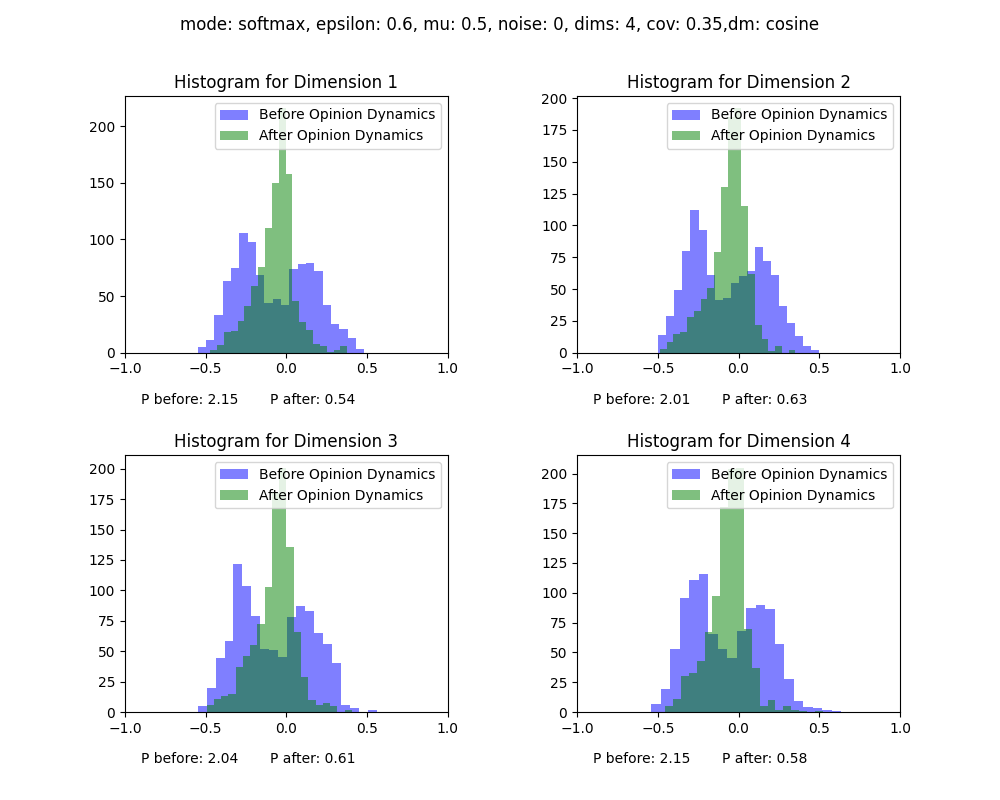 mode: softmax, epsilon: 0.6, mu: 0.5, noise: 0, dims: 4, cov: 0.35,dm: cosine
Histogram for Dimension 1
Before Opinion Dynamics
After Opinion Dynamics
200
150
100
50
0
−1.0 −0.5 0.0 0.5 1.0
P before: 2.15 P after: 0.54
Histogram for Dimension 2
Before Opinion Dynamics
After Opinion Dynamics
200
175
150
125
100
75
50
25
0
−1.0 −0.5 0.0 0.5 1.0
P before: 2.01 P after: 0.63
Histogram for Dimension 3
Before Opinion Dynamics
After Opinion Dynamics
200
175
150
125
100
75
50
25
0
−1.0 −0.5 0.0 0.5 1.0
P before: 2.04 P after: 0.61
Histogram for Dimension 4
Before Opinion Dynamics
After Opinion Dynamics
200
175
150
125
100
75
50
25
0
−1.0 −0.5 0.0 0.5 1.0
P before: 2.15 P after: 0.58